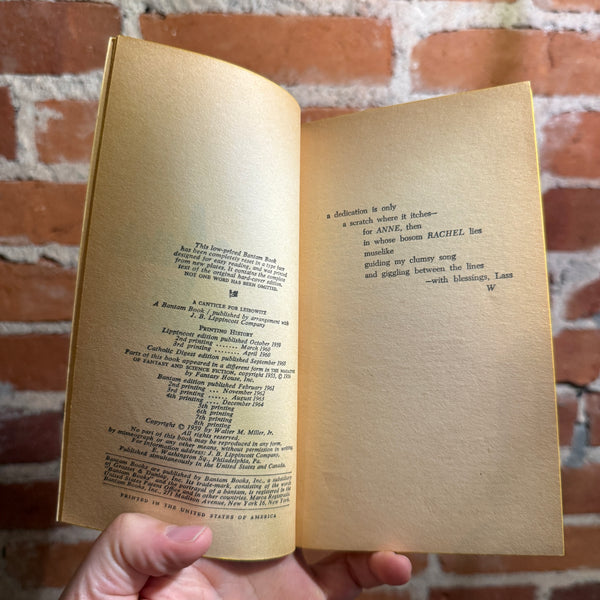 This low-priced Bantam Book
has been completely reset in a type face
designed for easy reading, and was printed
from new plates. It contains the complete
text of the original hard-cover edition.
NOT ONE WORD HAS BEEN OMITTED.
A CANTICLE FOR LEIBOWITZ
A Bantam Book / published by arrangement with
J. B. Lippincott Company
PRINTING HISTORY
Lippincott edition published October 1959
2nd printing ....... March 1960
3rd printing ........ April 1960
Catholic Digest edition published September 1960
Parts of this book appeared in a different form in THE MAGAZINE
OF FANTASY AND SCIENCE FICTION, copyright 1955, © 1956
by Fantasy House, Inc.
Bantam edition published February 1961
2nd printing ... November 1962
3rd printing ..... August 1963
4th printing .... December 1964
5th printing
6th printing
7th printing
Copyright © 1959 by Walter M. Miller, Jr.
All rights reserved.
No part of this book may be reproduced in any form,
by mimeograph or any other means, without permission in writing.
For information address: J. B. Lippincott Company,
E. Washington Sq., Philadelphia, Pa.
Published simultaneously in the United States and Canada.
Bantam Books are published by Bantam Books, Inc., a subsidiary
of Grosset & Dunlap, Inc. Its trade-mark, consisting of the words
"Bantam Books" and the portrayal of a bantam, is registered in the
United States Patent Office and in other countries. Marca Registrada.
Bantam Books, Inc., 271 Madison Avenue, New York 16, New York.
PRINTED IN THE UNITED STATES OF AMERICA
a dedication is only
a scratch where it itches—
for ANNE, then
in whose bosom RACHEL lies
muselike
guiding my clumsy song
and giggling between the lines
—with blessings, Lass
W